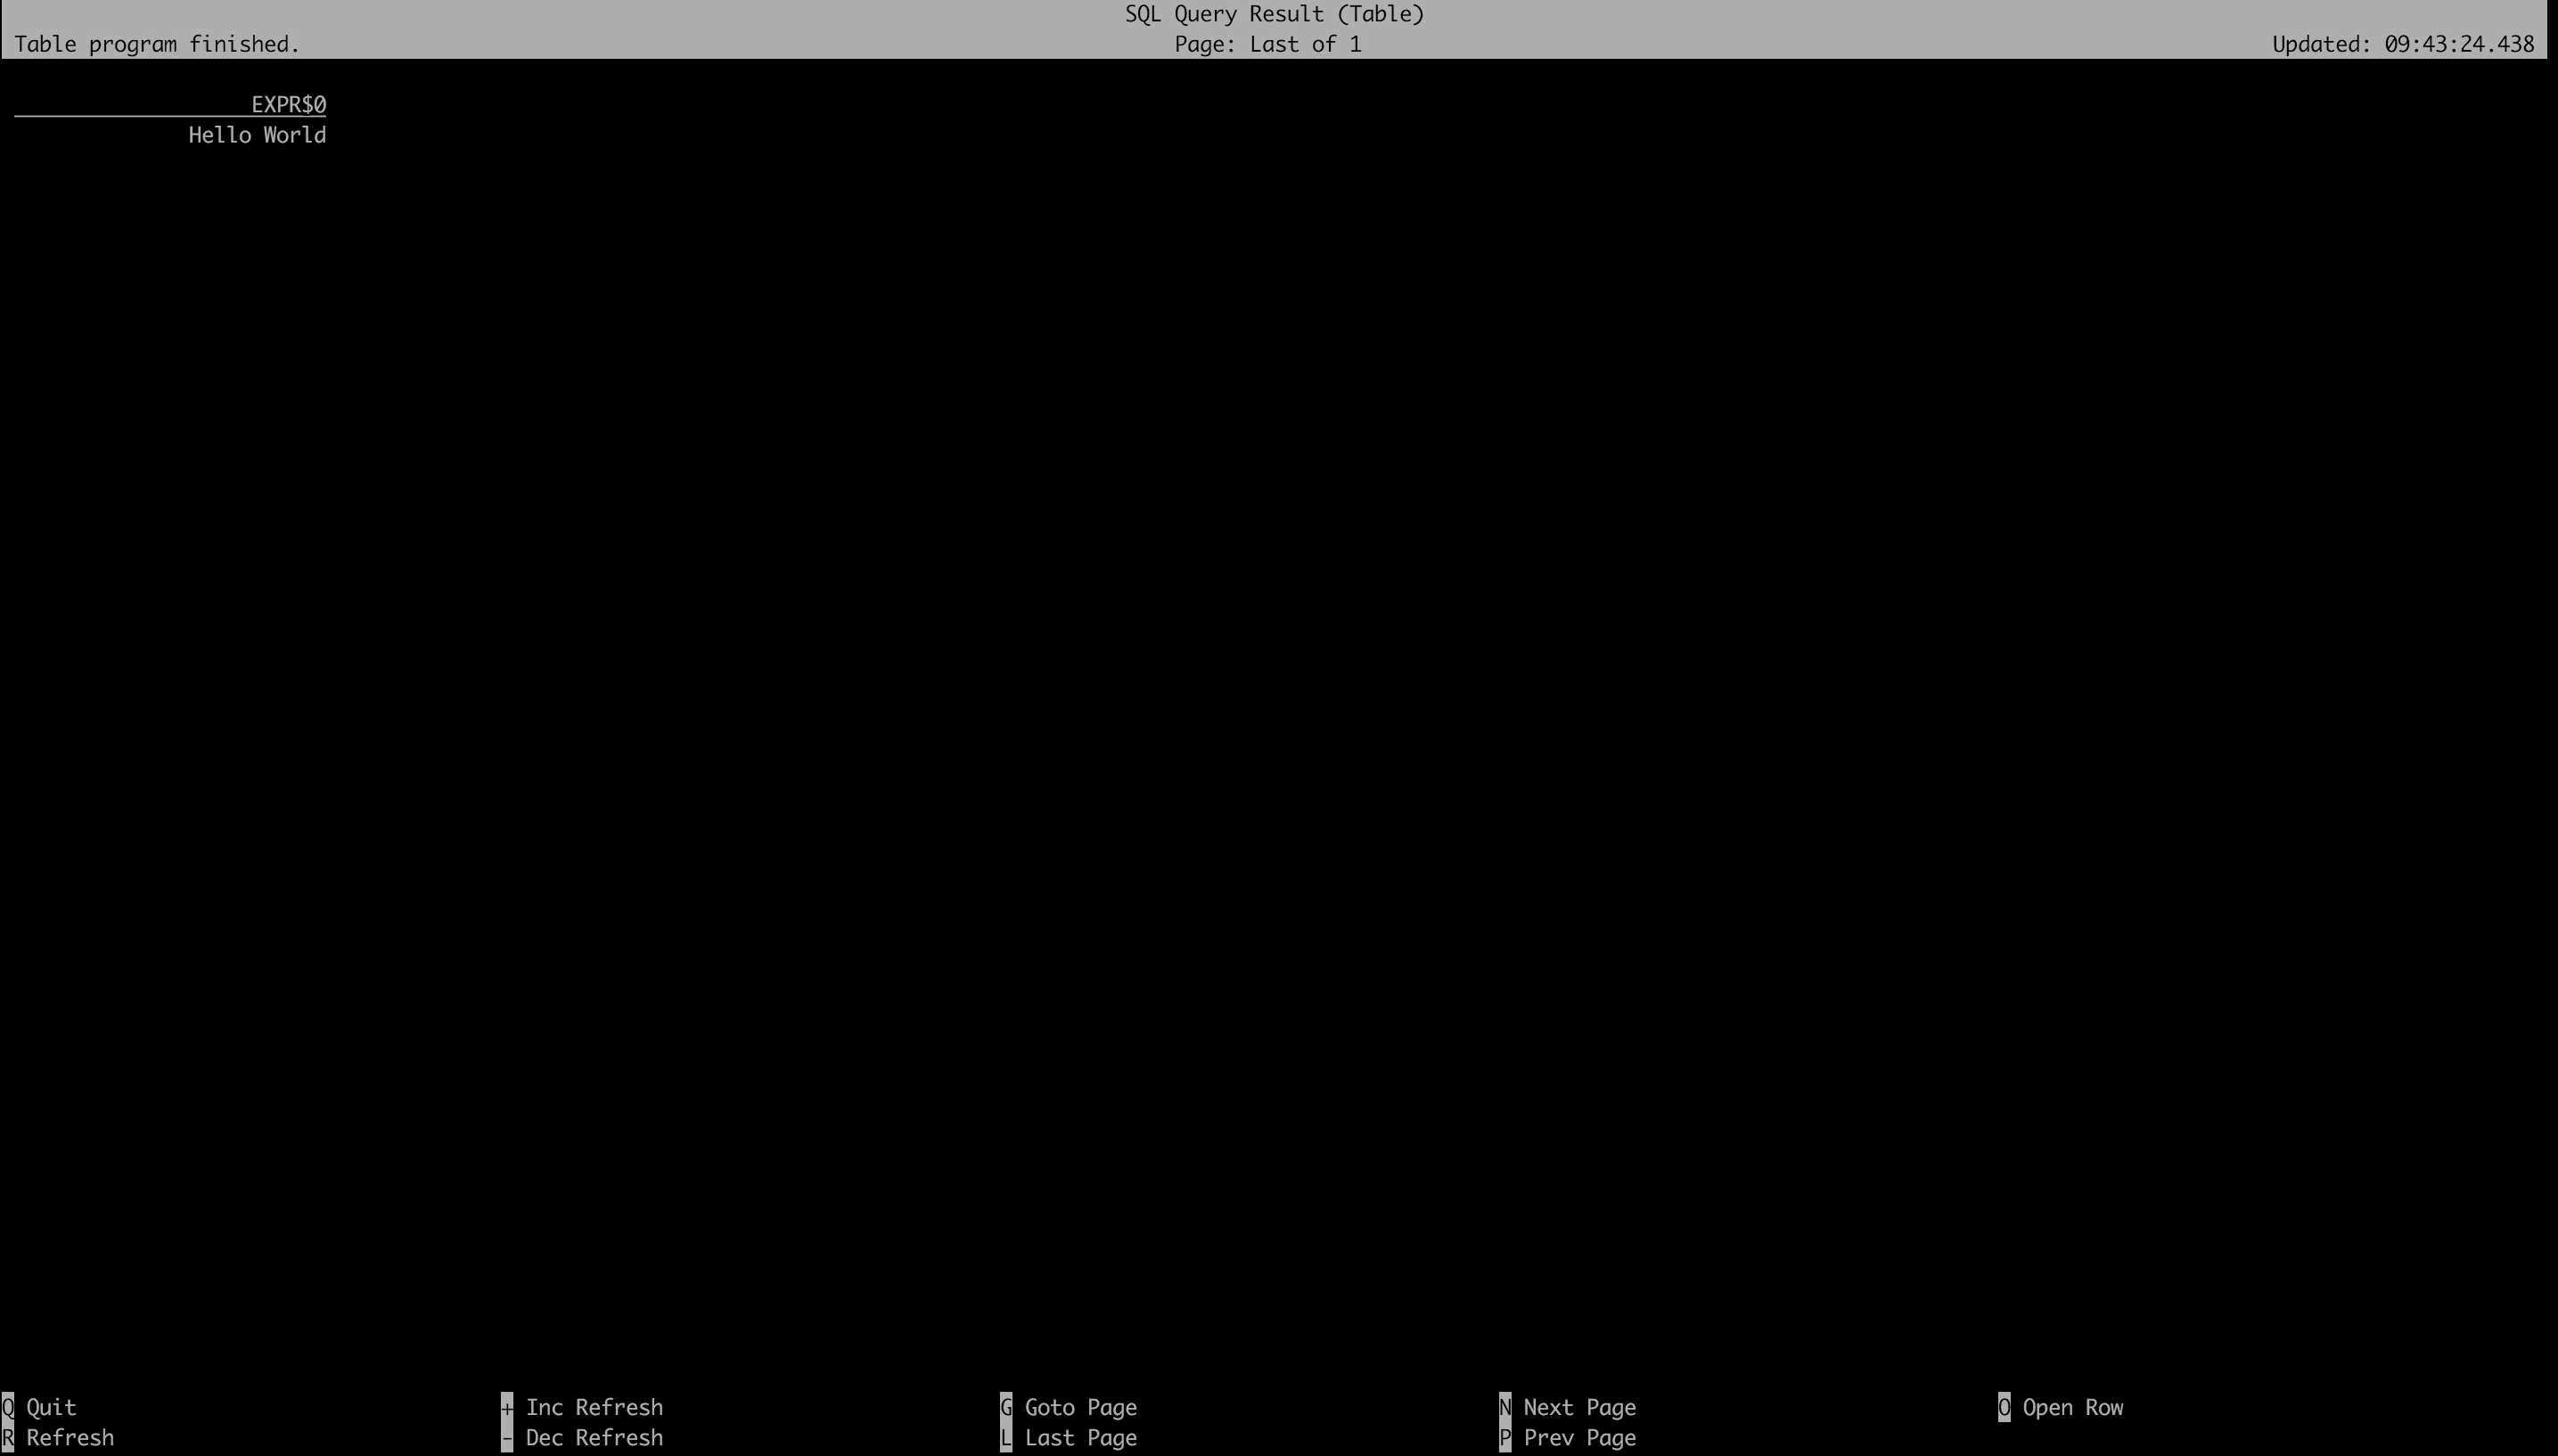 SQL Query Result (Table)
Table program finished. Page: Last of 1 Updated: 09:43:24.438
EXPR$0
Hello World
Q Quit + Inc Refresh G Goto Page N Next Page O Open Row
R Refresh - Dec Refresh L Last Page P Prev Page